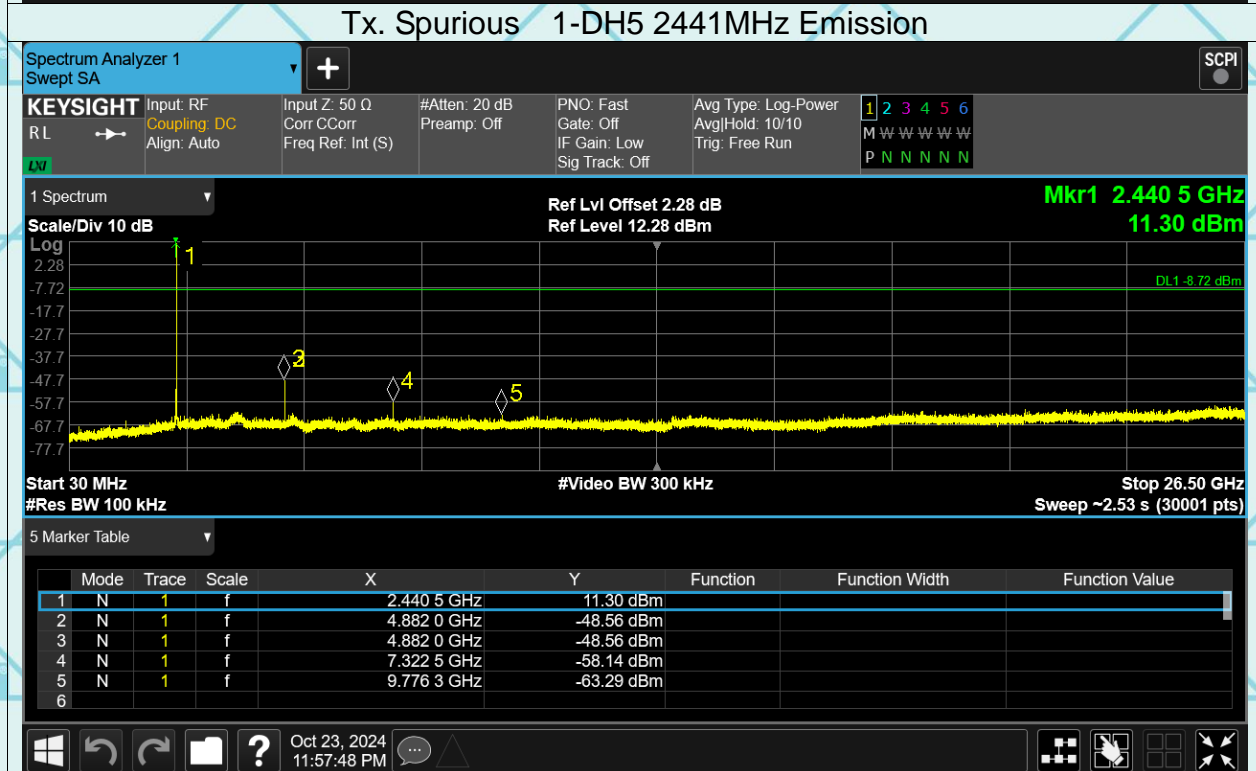 Tx. Spurious 1-DH5 2441MHz Emission
Spectrum Analyzer 1
Swept SA
+
SCPI
KEYSIGHT
RL
LXI
Input: RF
Coupling: DC
Align: Auto
Input Z: 50 Ω
Corr CCorr
Freq Ref: Int (S)
#Atten: 20 dB
Preamp: Off
PNO: Fast
Gate: Off
IF Gain: Low
Sig Track: Off
Avg Type: Log-Power
Avg|Hold: 10/10
Trig: Free Run
1 2 3 4 5 6
M W W W W W
P N N N N N
1 Spectrum
Ref Lvl Offset 2.28 dB
Mkr1 2.440 5 GHz
Scale/Div 10 dB
Ref Level 12.28 dBm
11.30 dBm
Log
1
2.28
DL1 -8.72 dBm
-7.72
-17.7
-27.7
-37.7
3
4
-47.7
5
-57.7
-67.7
-77.7
Start 30 MHz
#Video BW 300 kHz
Stop 26.50 GHz
#Res BW 100 kHz
Sweep ~2.53 s (30001 pts)
5 Marker Table
Mode Trace Scale X Y Function Function Width Function Value
1 N 1 f 2.440 5 GHz 11.30 dBm
2 N 1 f 4.882 0 GHz -48.56 dBm
3 N 1 f 4.882 0 GHz -48.56 dBm
4 N 1 f 7.322 5 GHz -58.14 dBm
5 N 1 f 9.776 3 GHz -63.29 dBm
6
?
Oct 23, 2024
11:57:48 PM